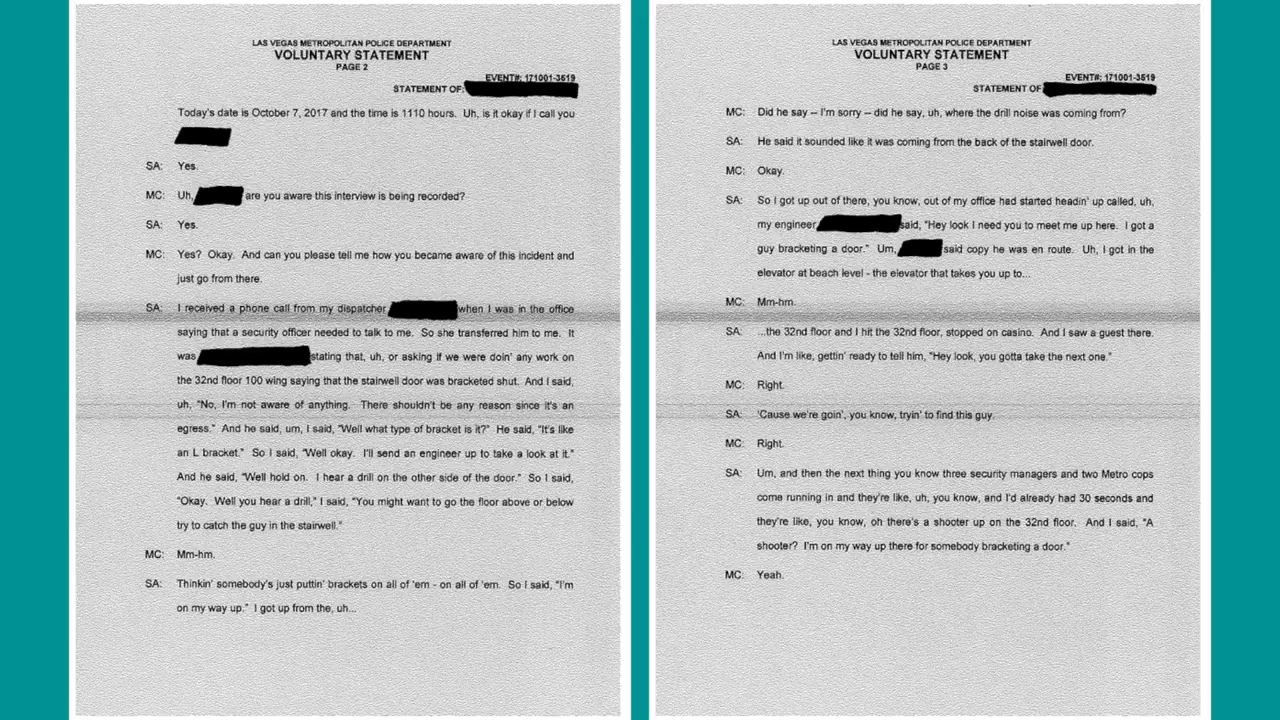 LAS VEGAS METROPOLITAN POLICE DEPARTMENT
VOLUNTARY STATEMENT
PAGE 2
EVENT#: 171001-3519
STATEMENT OF:
Today's date is October 7, 2017 and the time is 1110 hours. Uh, is it okay if I call you
SA: Yes.
MC: Uh, are you aware this interview is being recorded?
SA: Yes.
MC: Yes? Okay. And can you please tell me how you became aware of this incident and
just go from there.
SA: I received a phone call from my dispatcher when I was in the office
saying that a security officer needed to talk to me. So she transferred him to me. It
was stating that, uh, or asking if we were doin' any work on
the 32nd floor 100 wing saying that the stairwell door was bracketed shut. And I said,
uh, "No, I'm not aware of anything. There shouldn't be any reason since it's an
egress." And he said, um, I said, "Well what type of bracket is it?" He said, "It's like
an L bracket." So I said, "Well okay. I'll send an engineer up to take a look at it."
And he said, "Well hold on. I hear a drill on the other side of the door." So I said,
"Okay. Well you hear a drill," I said, "You might want to go the floor above or below
try to catch the guy in the stairwell."
MC: Mm-hm.
SA: Thinkin' somebody's just puttin' brackets on all of 'em - on all of 'em. So I said, "I'm
on my way up." I got up from the, uh...
LAS VEGAS METROPOLITAN POLICE DEPARTMENT
VOLUNTARY STATEMENT
PAGE 3
EVENT#: 171001-3519
STATEMENT OF
MC: Did he say -- I'm sorry -- did he say, uh, where the drill noise was coming from?
SA: He said it sounded like it was coming from the back of the stairwell door.
MC: Okay.
SA: So I got up out of there, you know, out of my office had started headin' up called, uh,
my engineer said, "Hey look I need you to meet me up here. I got a
guy bracketing a door." Um, said copy he was en route. Uh, I got in the
elevator at beach level - the elevator that takes you up to...
MC: Mm-hm.
SA: ...the 32nd floor and I hit the 32nd floor, stopped on casino. And I saw a guest there.
And I'm like, gettin' ready to tell him, "Hey look, you gotta take the next one."
MC: Right.
SA: 'Cause we're goin', you know, tryin' to find this guy.
MC: Right.
SA: Um, and then the next thing you know three security managers and two Metro cops
come running in and they're like, uh, you know, and I'd already had 30 seconds and
they're like, you know, oh there's a shooter up on the 32nd floor. And I said, "A
shooter? I'm on my way up there for somebody bracketing a door."
MC: Yeah.